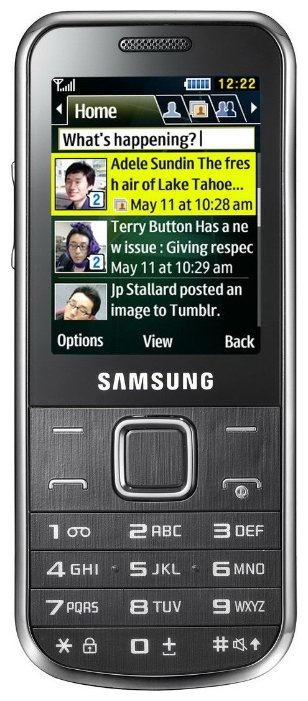 12:22
Home
What's happening?
Adele Sundin The fres
h air of Lake Tahoe...
2
May 11 at 10:28 am
Terry Button Has a ne
w issue : Giving respec
2
May 11 at 10:29 am
Jp Stallard posted an
image to Tumblr.
Options View Back
SAMSUNG
1 2 ABC 3 DEF
4 GHI 5 JKL 6 MNO
7 PQRS 8 TUV 9 WXYZ
* 0 ± #